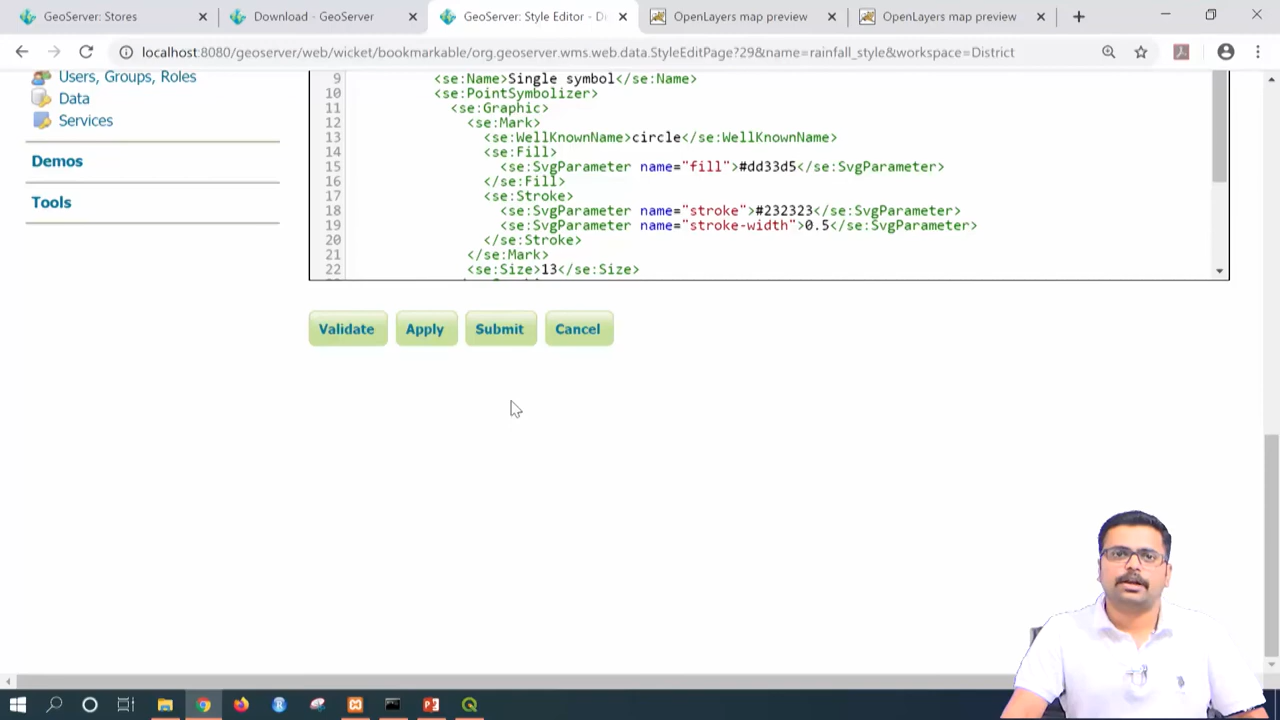 GeoServer: Stores
Download - GeoServer
GeoServer: Style Editor - Di
OpenLayers map preview
OpenLayers map preview
localhost:8080/geoserver/web/wicket/bookmarkable/org.geoserver.wms.web.data.StyleEditPage?29&name=rainfall_style&workspace=District
Users, Groups, Roles
Data
Services
Demos
Tools
9 <se:Name>Single symbol</se:Name>
10 <se:PointSymbolizer>
11 <se:Graphic>
12 <se:Mark>
13 <se:WellKnownName>circle</se:WellKnownName>
14 <se:Fill>
15 <se:SvgParameter name="fill">#dd33d5</se:SvgParameter>
16 </se:Fill>
17 <se:Stroke>
18 <se:SvgParameter name="stroke">#232323</se:SvgParameter>
19 <se:SvgParameter name="stroke-width">0.5</se:SvgParameter>
20 </se:Stroke>
21 </se:Mark>
22 <se:Size>13</se:Size>
Validate Apply Submit Cancel